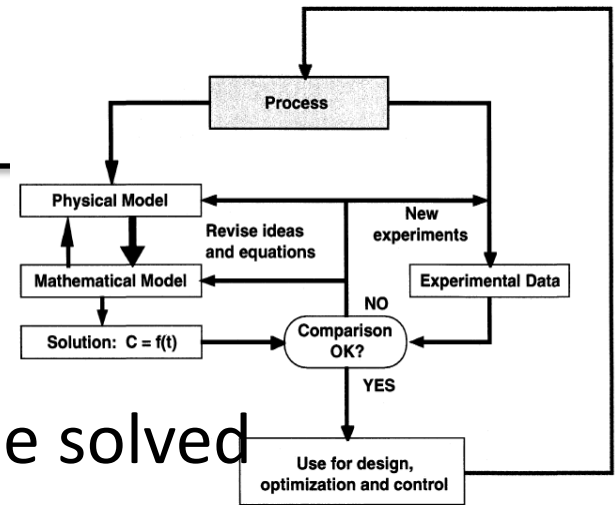 Process
Physical Model
Revise ideas
and equations
New
experiments
Mathematical Model
Experimental Data
NO
Solution: C = f(t)
Comparison
OK?
YES
e solved
Use for design,
optimization and control